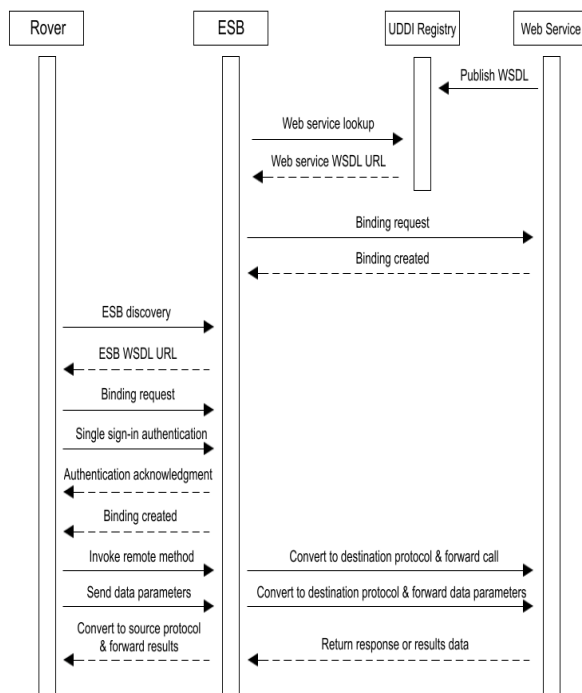 Rover
ESB
UDDI Registry
Web Service
Publish WSDL
Web service lookup
Web service WSDL URL
Binding request
Binding created
ESB discovery
ESB WSDL URL
Binding request
Single sign-in authentication
Authentication acknowledgment
Binding created
Invoke remote method
Convert to destination protocol & forward call
Send data parameters
Convert to destination protocol & forward data parameters
Convert to source protocol
& forward results
Return response or results data